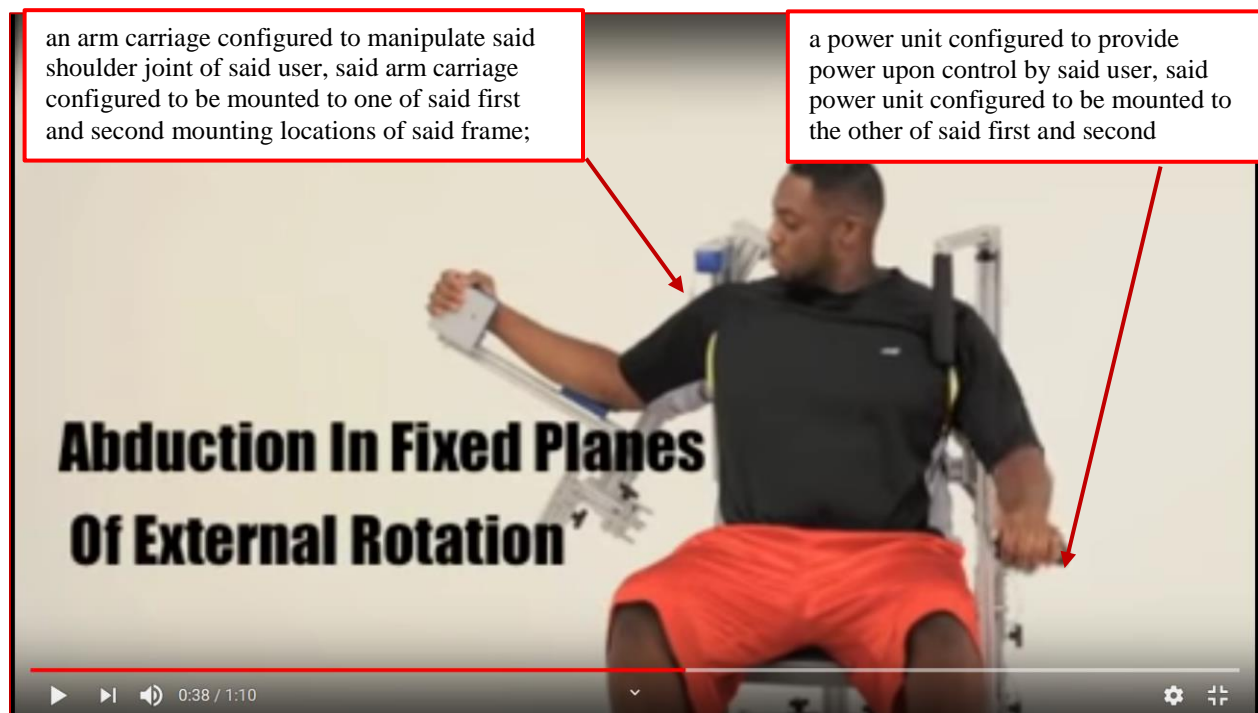 an arm carriage configured to manipulate said
shoulder joint of said user, said arm carriage
configured to be mounted to one of said first
and second mounting locations of said frame;
a power unit configured to provide
power upon control by said user, said
power unit configured to be mounted to
the other of said first and second
Abduction In Fixed Planes
Of External Rotation
0:38 / 1:10